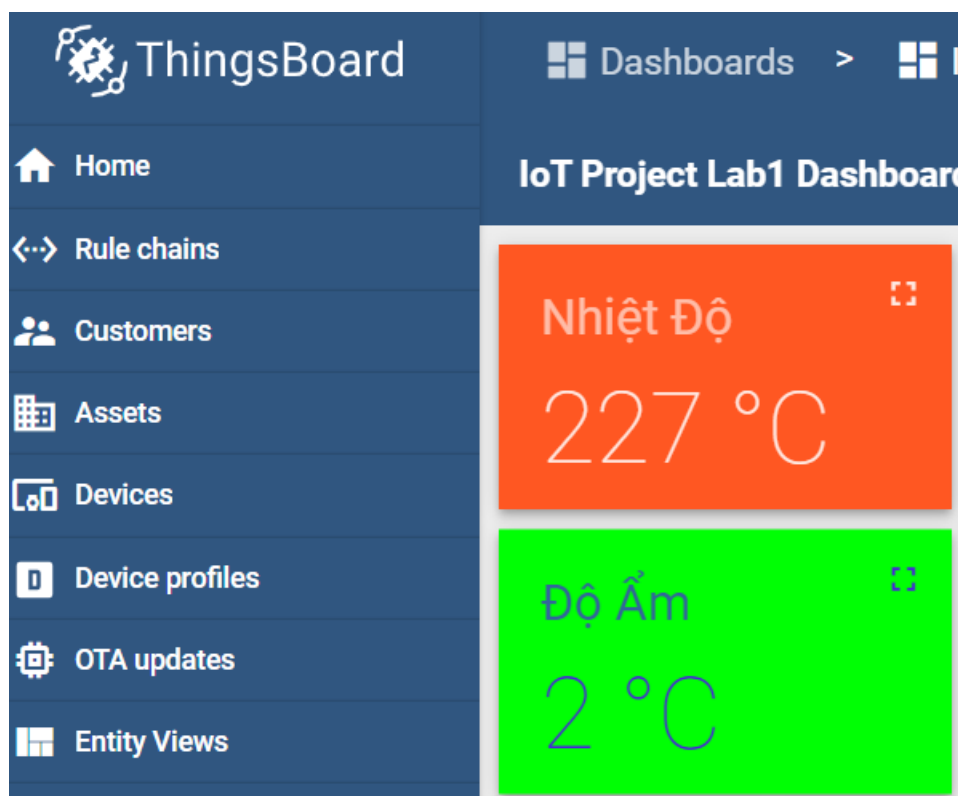 ThingsBoard
Home
Rule chains
Customers
Assets
Devices
Device profiles
OTA updates
Entity Views
Dashboards >
IoT Project Lab1 Dashboard
Nhiệt Độ
227 °C
Độ Ẩm
2 °C